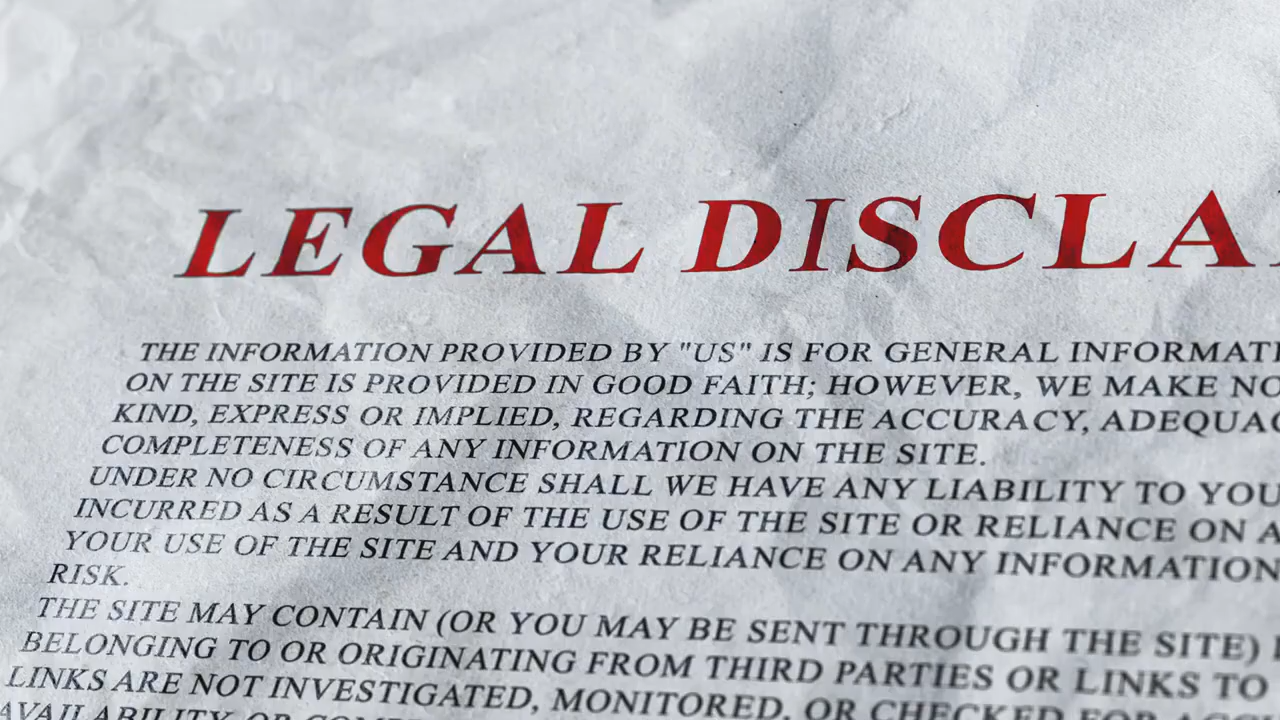 LEGAL DISCLA
THE INFORMATION PROVIDED BY "US" IS FOR GENERAL INFORMATI
ON THE SITE IS PROVIDED IN GOOD FAITH; HOWEVER, WE MAKE NO
KIND, EXPRESS OR IMPLIED, REGARDING THE ACCURACY, ADEQUAC
COMPLETENESS OF ANY INFORMATION ON THE SITE.
UNDER NO CIRCUMSTANCE SHALL WE HAVE ANY LIABILITY TO YOU
INCURRED AS A RESULT OF THE USE OF THE SITE OR RELIANCE ON A
YOUR USE OF THE SITE AND YOUR RELIANCE ON ANY INFORMATION
RISK.
THE SITE MAY CONTAIN (OR YOU MAY BE SENT THROUGH THE SITE)
BELONGING TO OR ORIGINATING FROM THIRD PARTIES OR LINKS TO
LINKS ARE NOT INVESTIGATED, MONITORED, OR CHECKED FOR